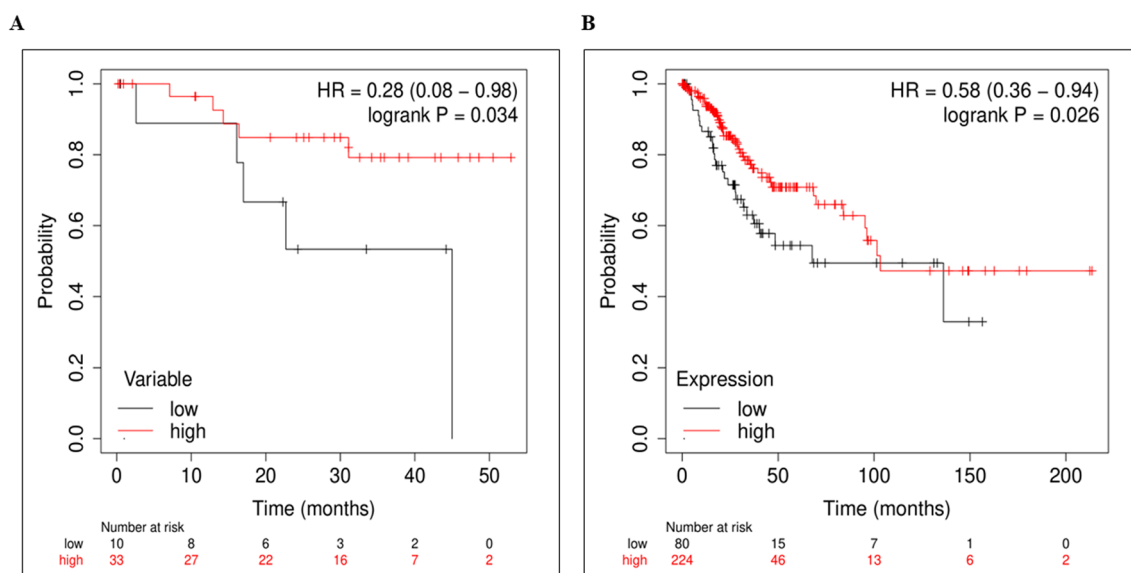 A
HR = 0.28 (0.08 – 0.98)
logrank P = 0.034
Probability
0.0 0.2 0.4 0.6 0.8 1.0
Variable
low
high
0 10 20 30 40 50
Time (months)
Number at risk
low 10 8 6 3 2 0
high 33 27 22 16 7 2
B
HR = 0.58 (0.36 – 0.94)
logrank P = 0.026
Probability
0.0 0.2 0.4 0.6 0.8 1.0
Expression
low
high
0 50 100 150 200
Time (months)
Number at risk
low 80 15 7 1 0
high 224 46 13 6 2